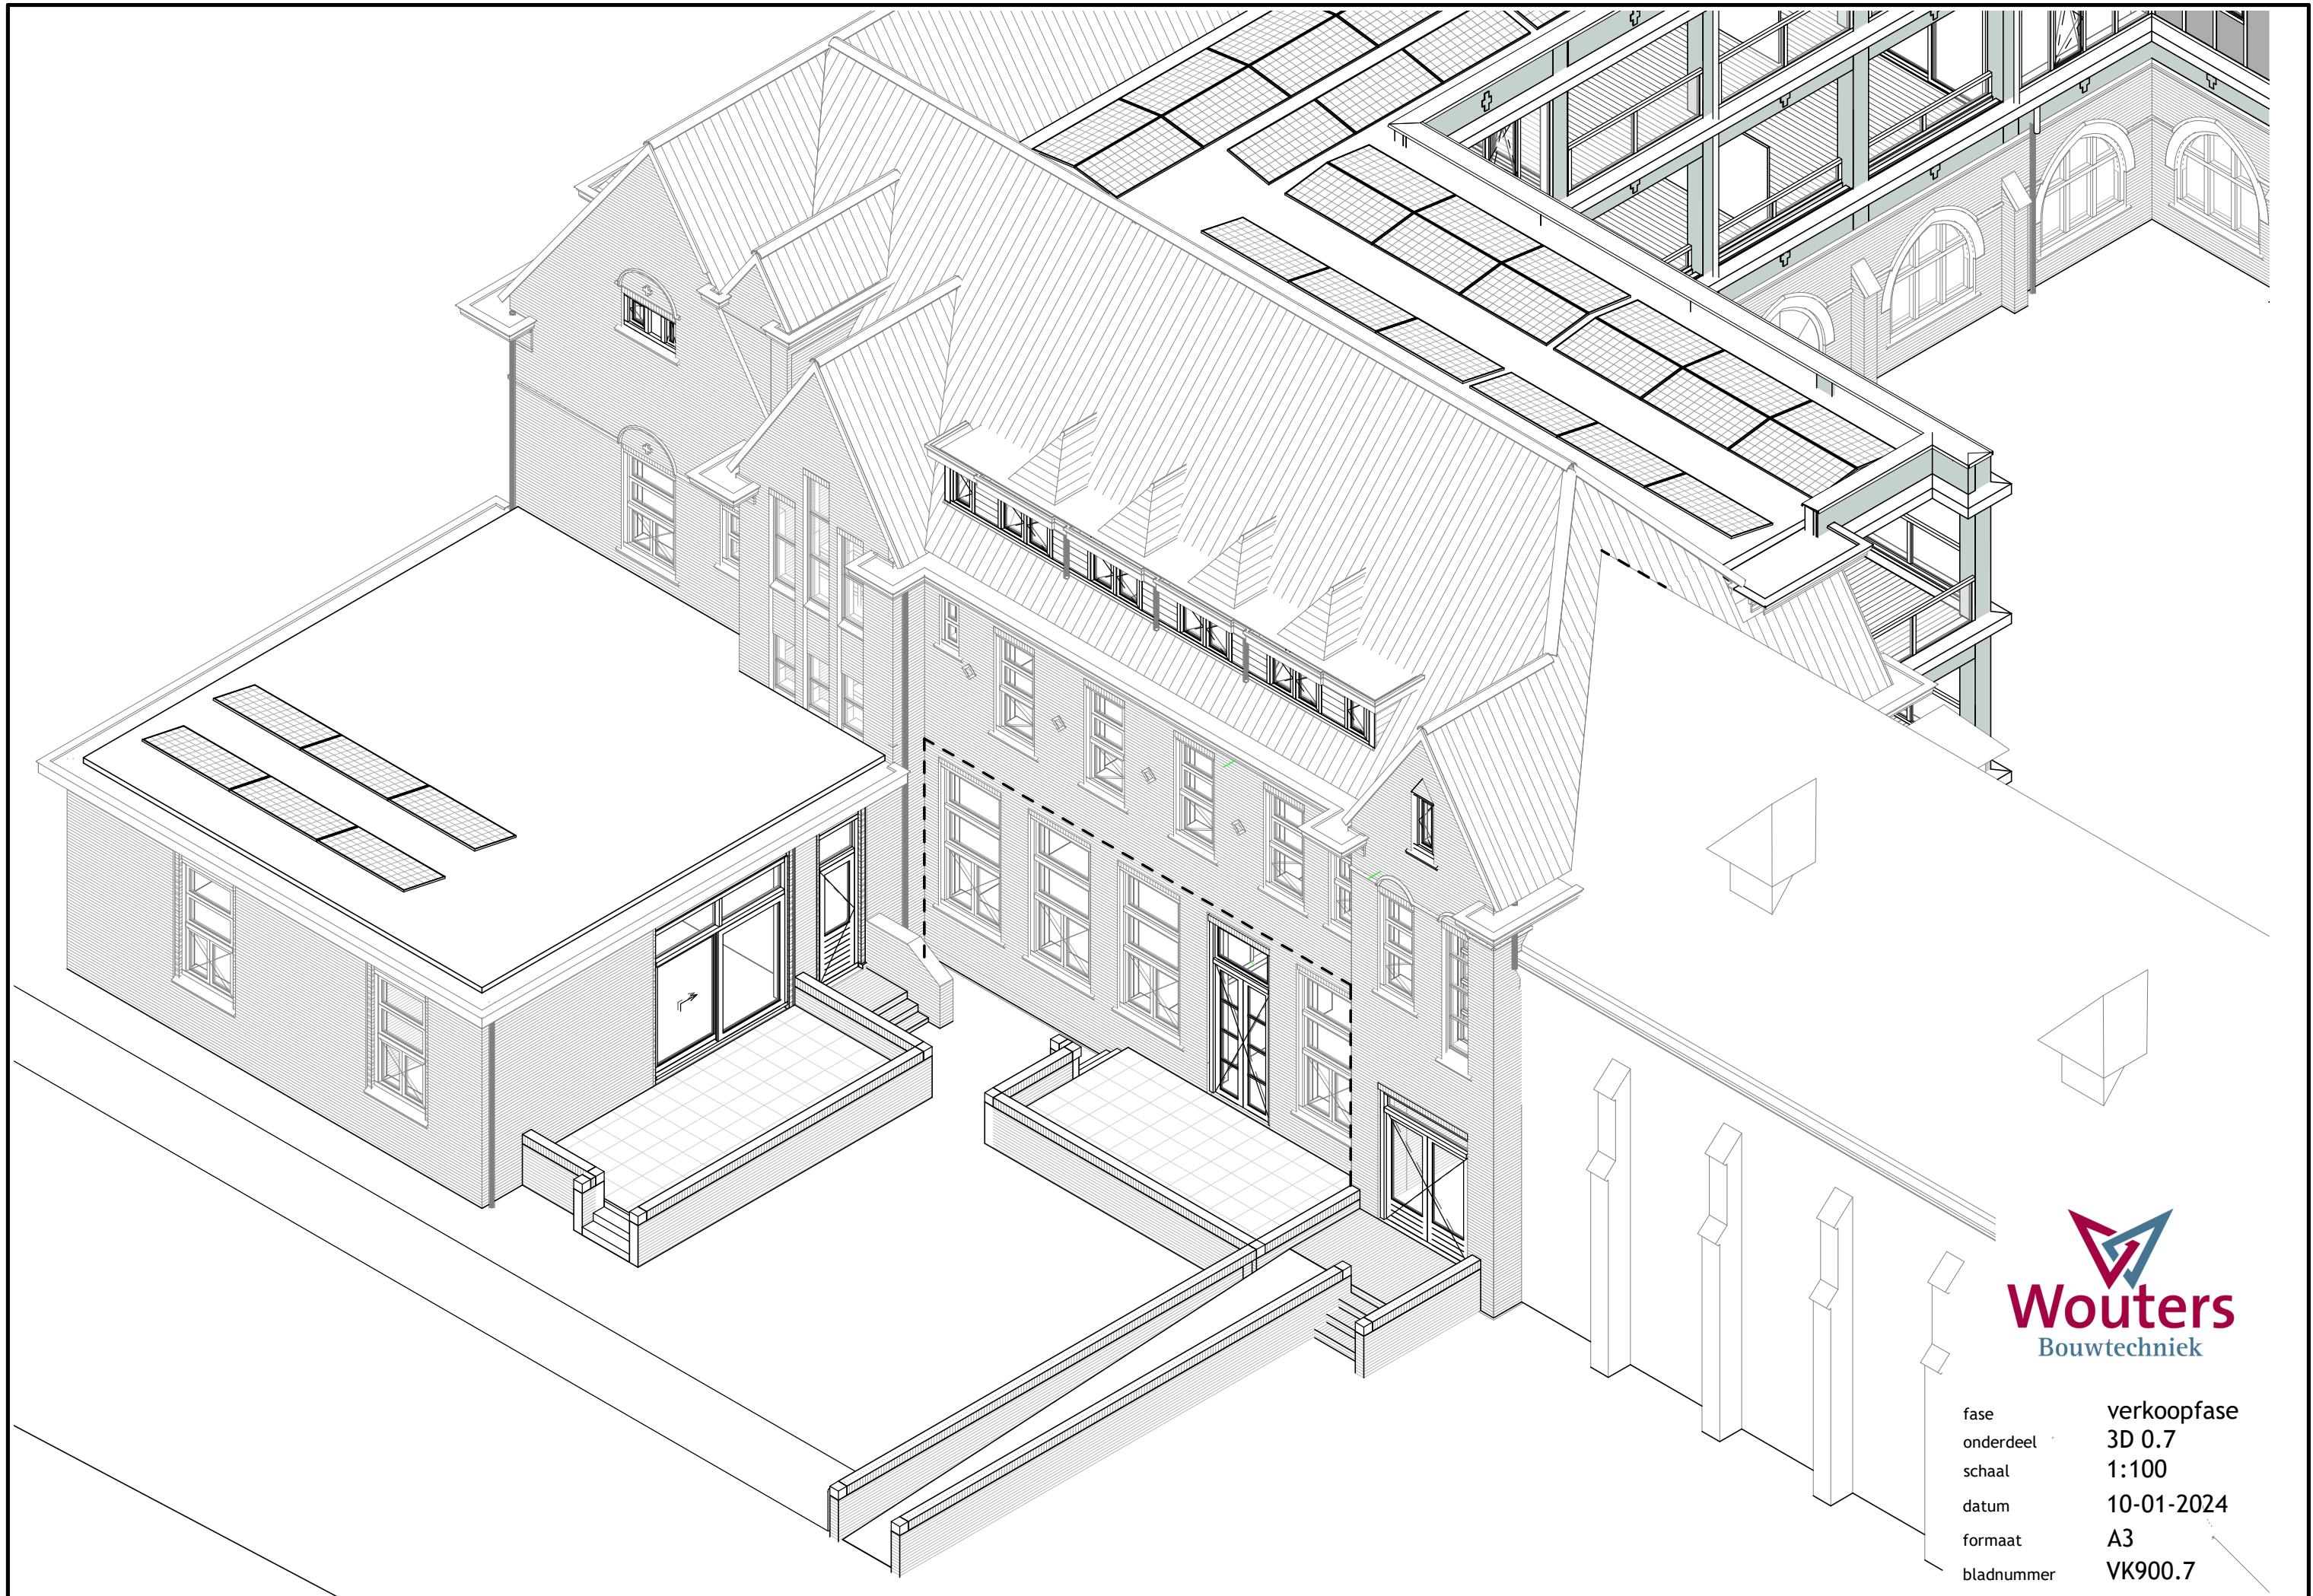 Wouters
Bouwtechniek
fase verkoopfase
onderdeel 3D 0.7
schaal 1:100
datum 10-01-2024
formaat A3
bladnummer VK900.7